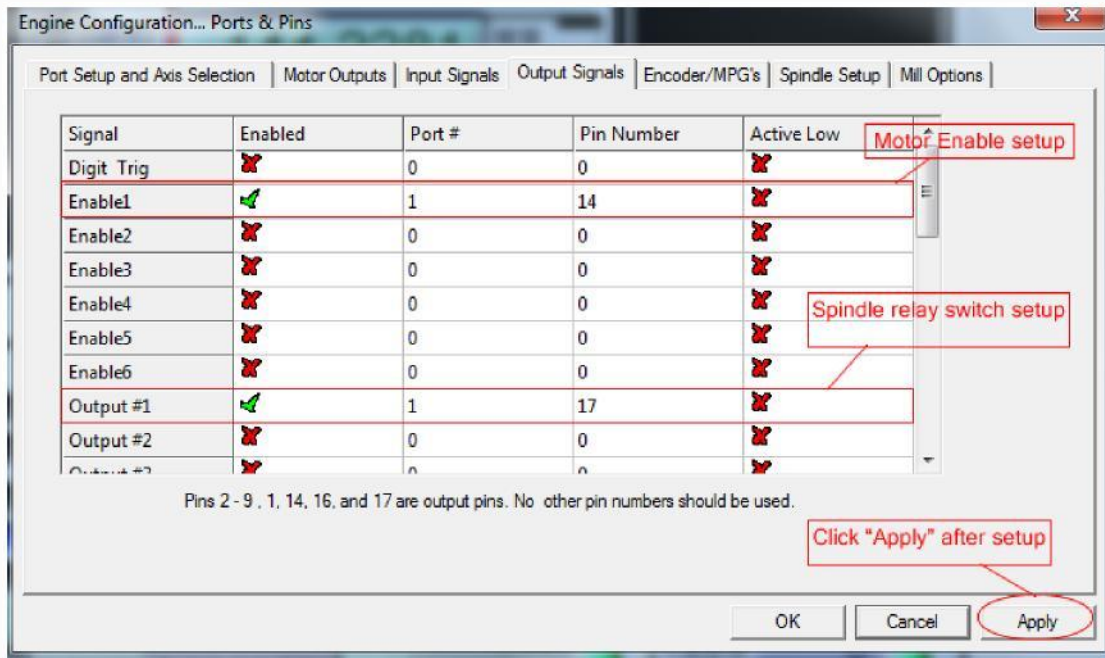 Engine Configuration... Ports & Pins
Port Setup and Axis Selection Motor Outputs Input Signals Output Signals Encoder/MPG's Spindle Setup Mill Options
Signal Enabled Port # Pin Number Active Low
Motor Enable setup
Digit Trig 0 0
Enable1 1 14
Enable2 0 0
Enable3 0 0
Enable4 0 0
Spindle relay switch setup
Enable5 0 0
Enable6 0 0
Output #1 1 17
Output #2 0 0
Pins 2 - 9 , 1, 14, 16, and 17 are output pins. No other pin numbers should be used.
Click “Apply” after setup
OK Cancel Apply